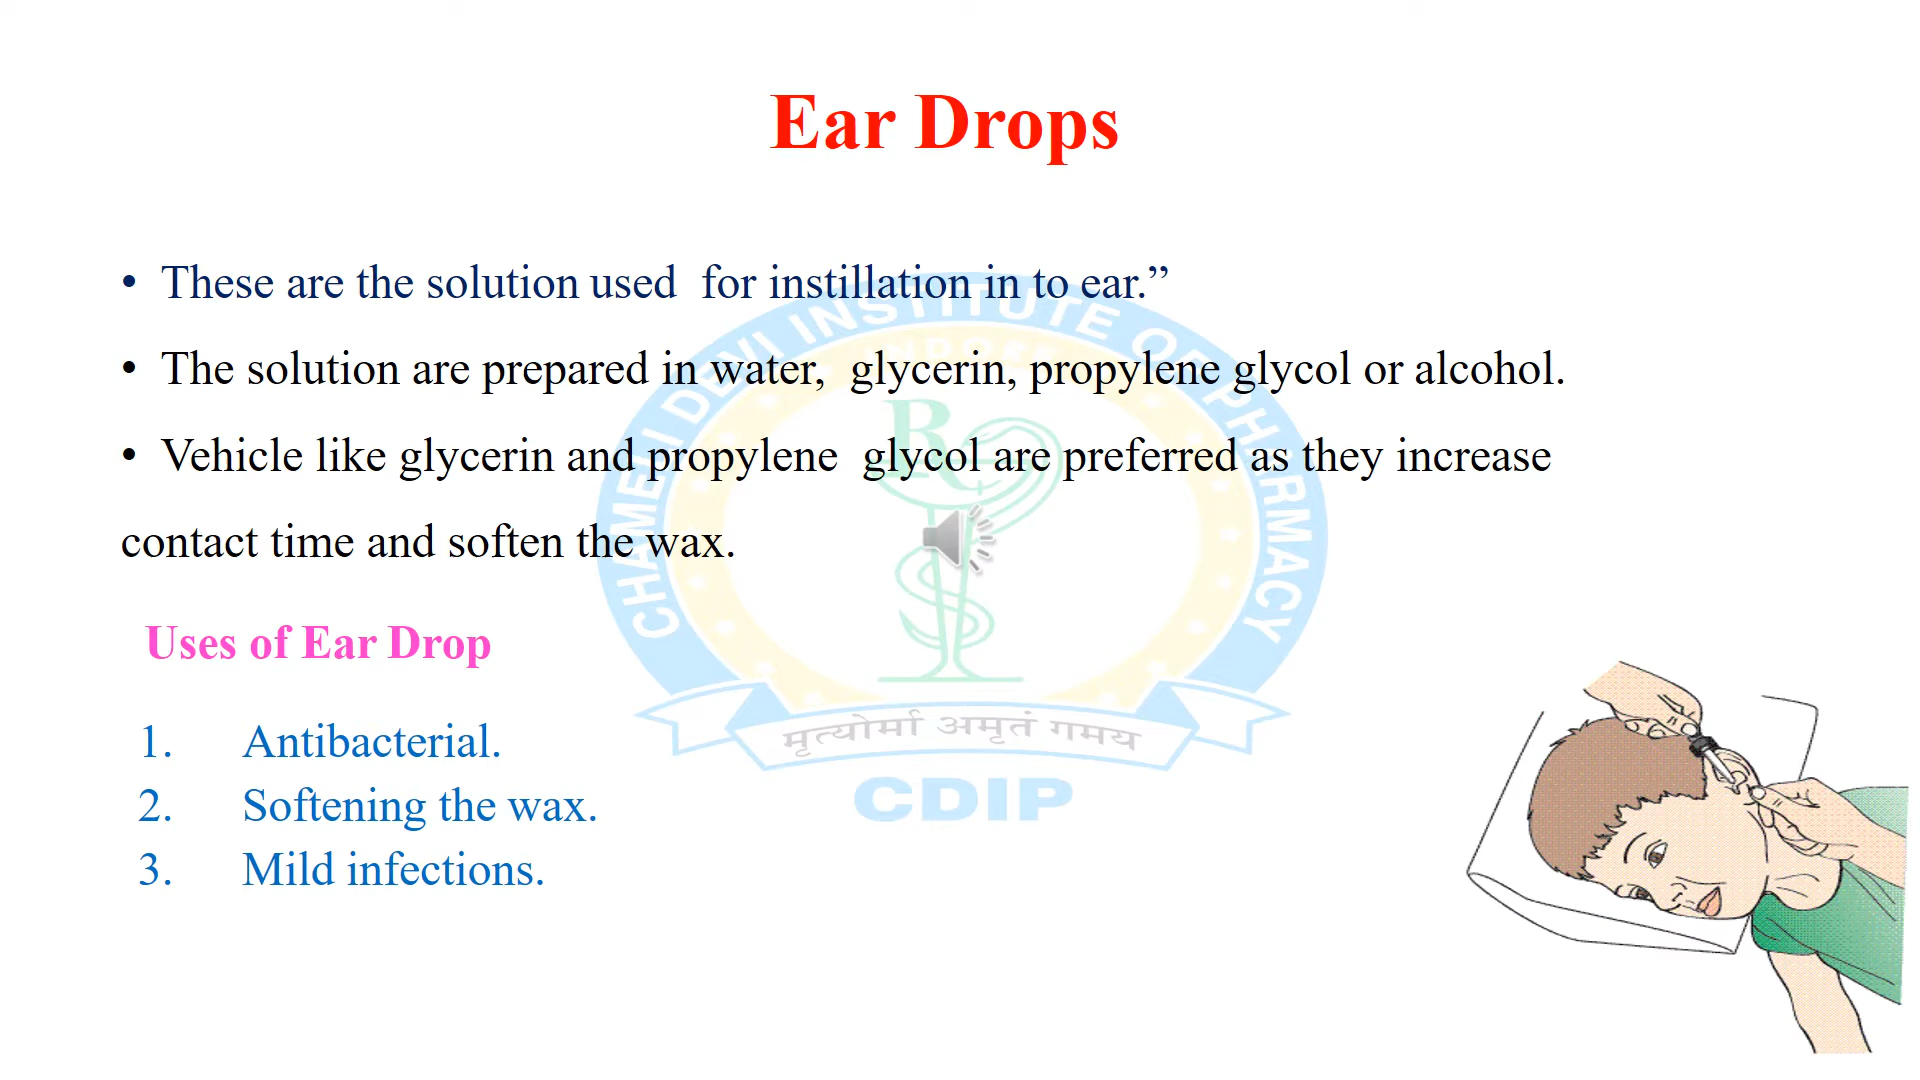 Ear Drops
• These are the solution used for instillation in to ear.”
• The solution are prepared in water, glycerin, propylene glycol or alcohol.
• Vehicle like glycerin and propylene glycol are preferred as they increase
contact time and soften the wax.
Uses of Ear Drop
1. Antibacterial.
2. Softening the wax.
3. Mild infections.
CHAMELI DEVI INSTITUTE OF PHARMACY
INDORE
Rx
मृत्योर्मा अमृतं गमय
CDIP